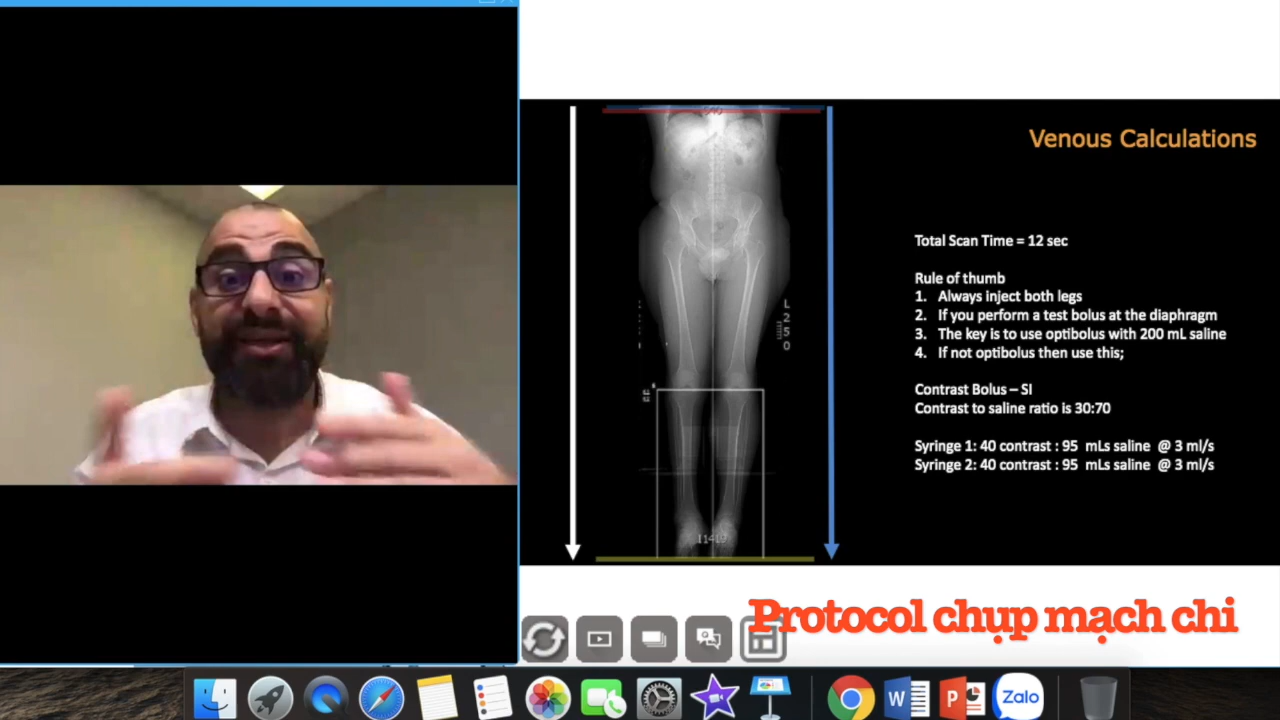 Venous Calculations
Total Scan Time = 12 sec
Rule of thumb
1. Always inject both legs
2. If you perform a test bolus at the diaphragm
3. The key is to use optibolus with 200 mL saline
4. If not optibolus then use this;
Contrast Bolus – SI
Contrast to saline ratio is 30:70
Syringe 1: 40 contrast : 95 mLs saline @ 3 ml/s
Syringe 2: 40 contrast : 95 mLs saline @ 3 ml/s
L
250
Protocol chụp mạch chi
Zalo